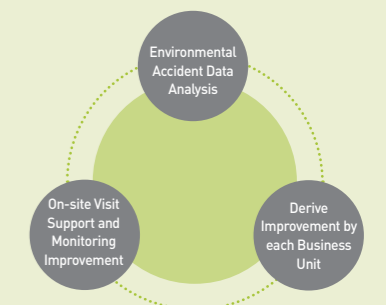 Environmental
Accident Data
Analysis
On-site Visit
Support and
Monitoring
Improvement
Derive
Improvement by
each Business
Unit